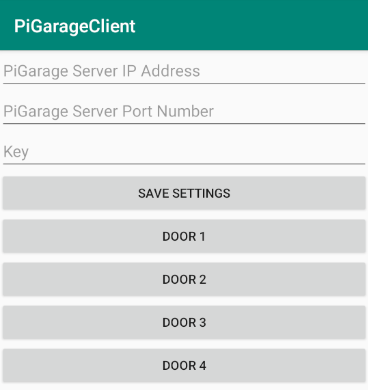 PiGarageClient
PiGarage Server IP Address
PiGarage Server Port Number
Key
SAVE SETTINGS
DOOR 1
DOOR 2
DOOR 3
DOOR 4